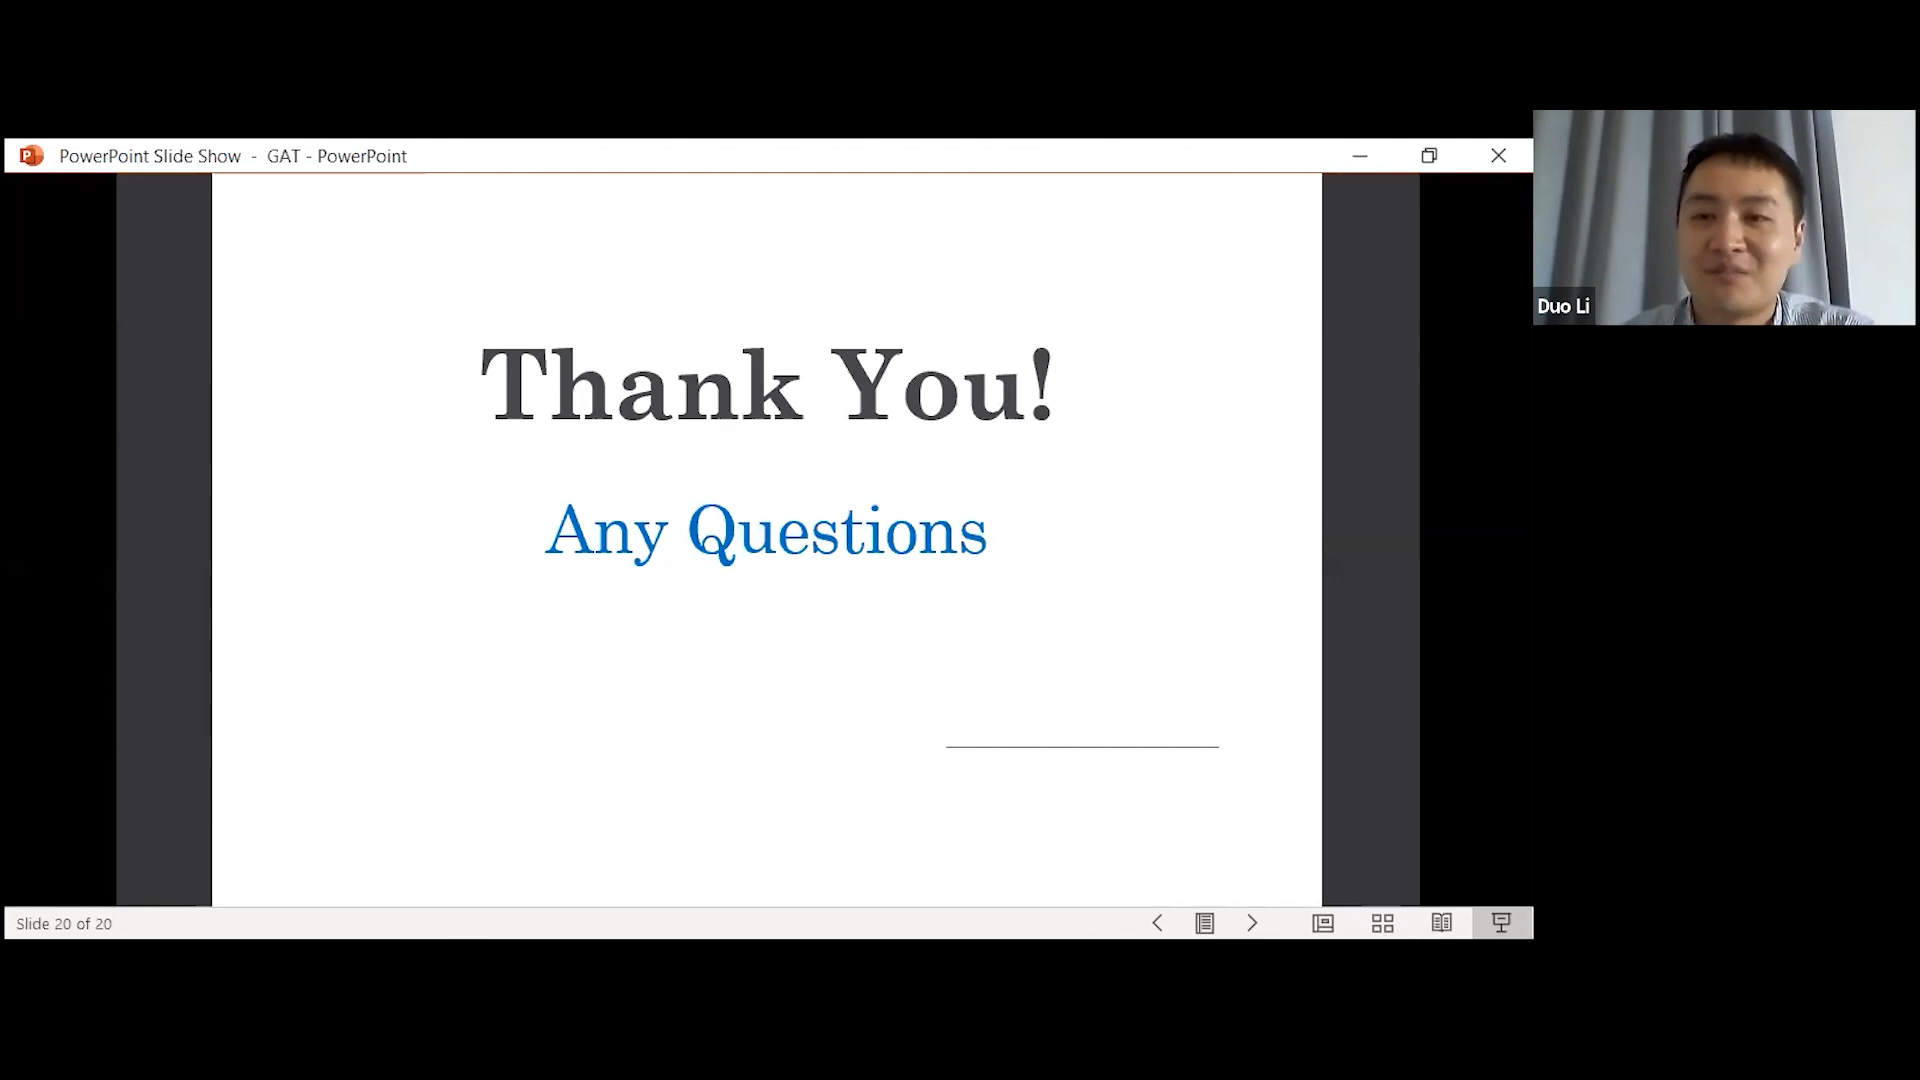 PowerPoint Slide Show - GAT - PowerPoint
Thank You!
Any Questions
Duo Li
Slide 20 of 20